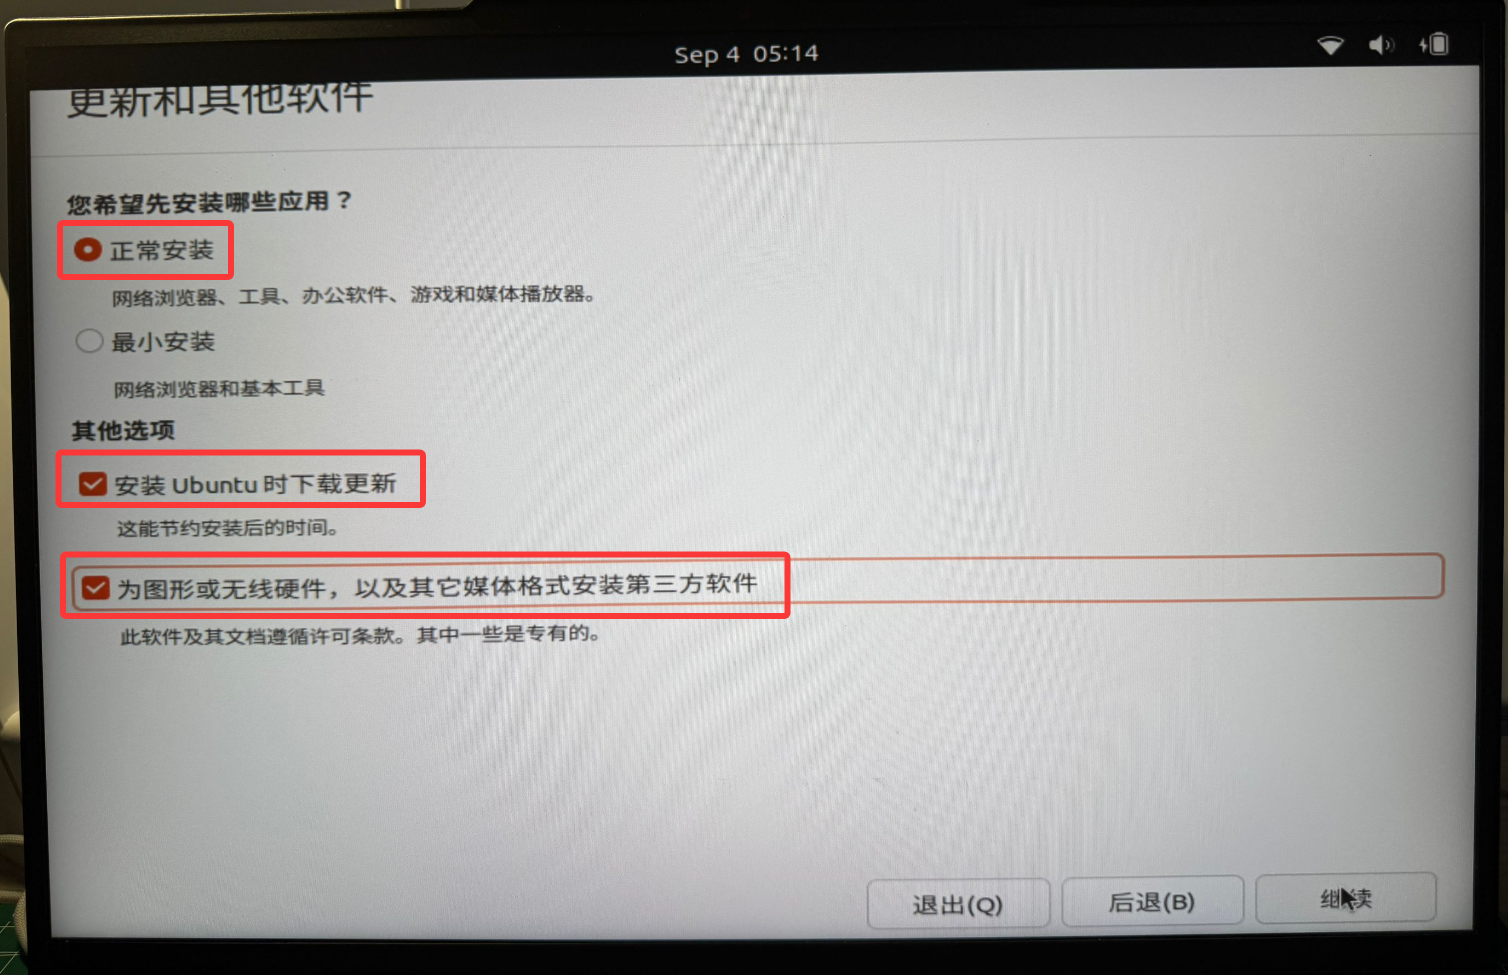 Sep 4 05:14
更新和其他软件
您希望先安装哪些应用？
正常安装
网络浏览器、工具、办公软件、游戏和媒体播放器。
最小安装
网络浏览器和基本工具
其他选项
安装 Ubuntu 时下载更新
这能节约安装后的时间。
为图形或无线硬件，以及其它媒体格式安装第三方软件
此软件及其文档遵循许可条款。其中一些是专有的。
退出(Q)
后退(B)
继续